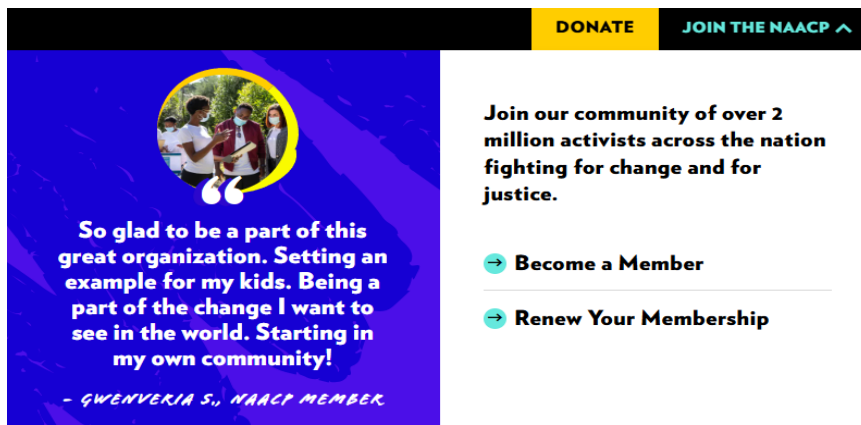 DONATE
JOIN THE NAACP
“
So glad to be a part of this
great organization. Setting an
example for my kids. Being a
part of the change I want to
see in the world. Starting in
my own community!
– GWENVERIA S., NAACP MEMBER
Join our community of over 2
million activists across the nation
fighting for change and for
justice.
→ Become a Member
→ Renew Your Membership